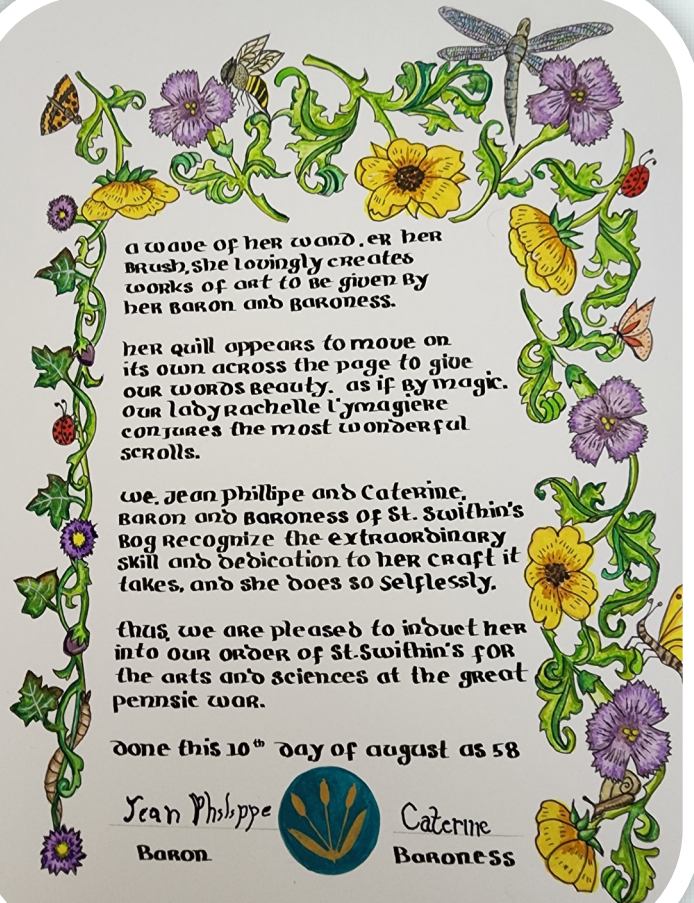 a wave of her wand, er her
Brush, she lovingly creates
works of art to be given by
her Baron and Baroness.
her quill appears to move on
its own across the page to give
our words beauty. as if by magic.
our lady Rachelle l'ymagiere
conjures the most wonderful
scrolls.
we, Jean phillipe and Caterine,
Baron and Baroness of St. Swithin's
Bog recognize the extraordinary
skill and dedication to her craft it
takes, and she does so selflessly.
thus, we are pleased to induct her
into our order of St. Swithin's for
the arts and sciences at the great
pennsic war.
done this 10th day of august as 58
Jean Philippe Caterine
Baron Baroness